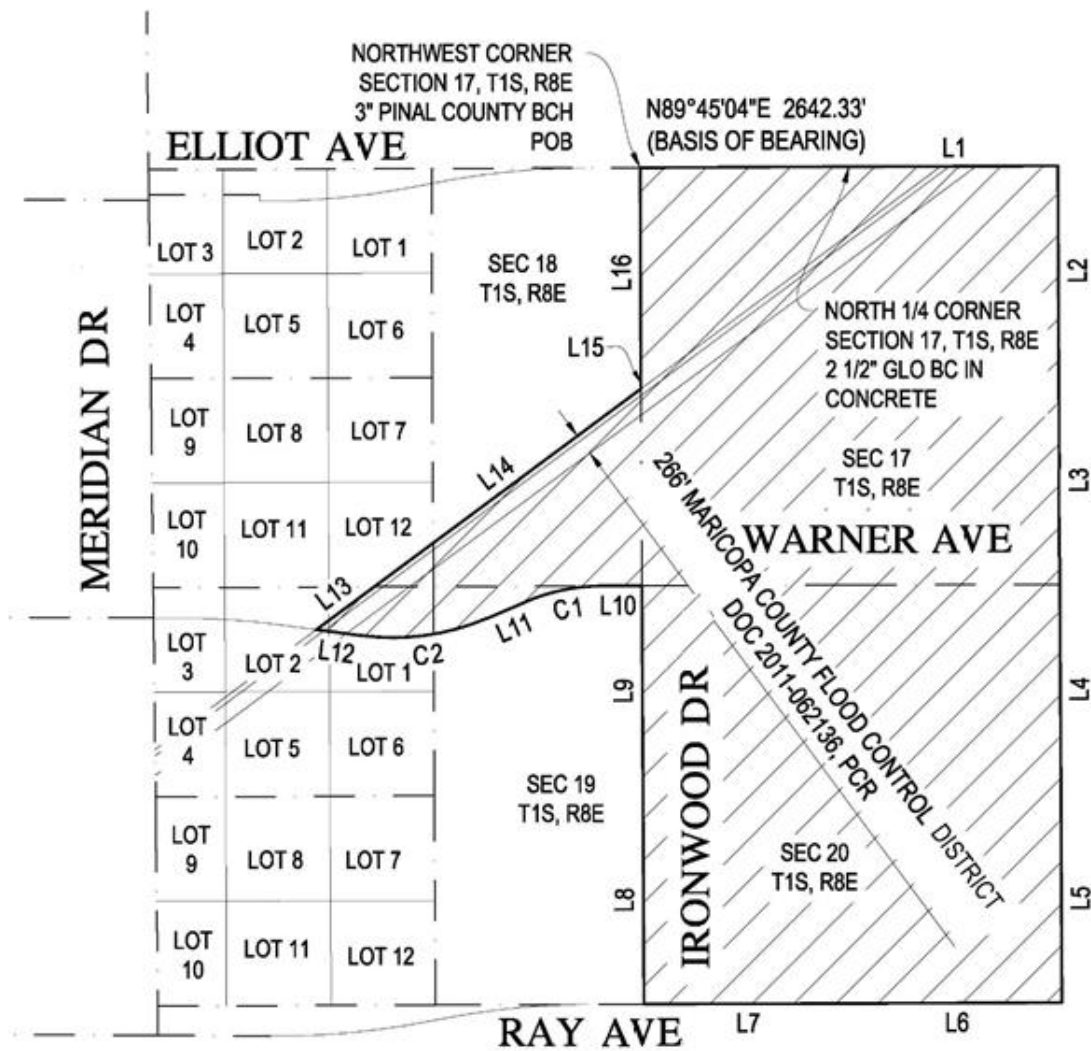 NORTHWEST CORNER
SECTION 17, T1S, R8E
3" PINAL COUNTY BCH
POB
N89°45'04"E 2642.33'
(BASIS OF BEARING)
L1
ELLIOT AVE
LOT 3
LOT 2
LOT 1
SEC 18
T1S, R8E
L16
L2
LOT
4
LOT 5
LOT 6
L15
NORTH 1/4 CORNER
SECTION 17, T1S, R8E
2 1/2" GLO BC IN
CONCRETE
MERIDIAN DR
LOT
9
LOT 8
LOT 7
L14
SEC 17
T1S, R8E
L3
LOT
10
LOT 11
LOT 12
WARNER AVE
266' MARICOPA COUNTY FLOOD CONTROL DISTRICT
DOC 2011-062136, PCR
L13
L12
C2
L11
C1
L10
LOT
3
LOT 2
LOT 1
L9
L4
LOT
4
LOT 5
LOT 6
IRONWOOD DR
SEC 19
T1S, R8E
LOT
9
LOT 8
LOT 7
SEC 20
T1S, R8E
L8
L5
LOT
10
LOT 11
LOT 12
RAY AVE
L7
L6